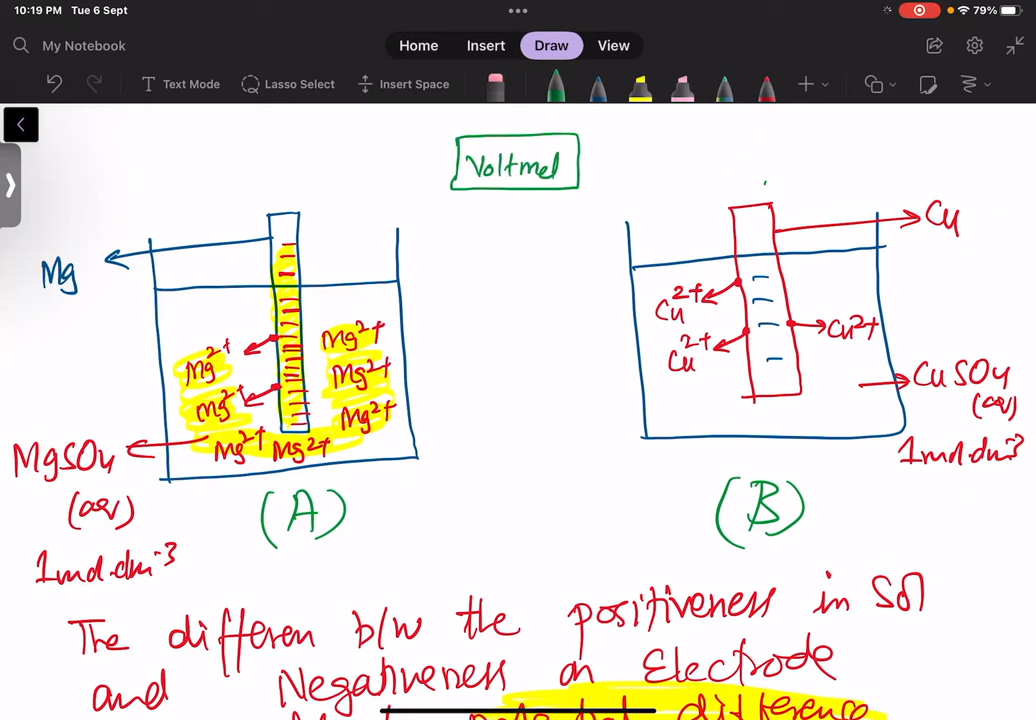 10:19 PM Tue 6 Sept
79%
My Notebook
Home Insert Draw View
Text Mode Lasso Select Insert Space
Voltmel
Mg
Cu
Cu2+
Cu2+
Cu2+
Mg2+ Mg2+
Mg2+ Mg2+
Mg2+
Mg2+ Mg2+
MgSO4
(aq)
1mol.dm-3
CuSO4
(aq)
1mol.dm-3
(A)
(B)
The differen b/w the positiveness in Sol
and Negativeness on Electrode
difference